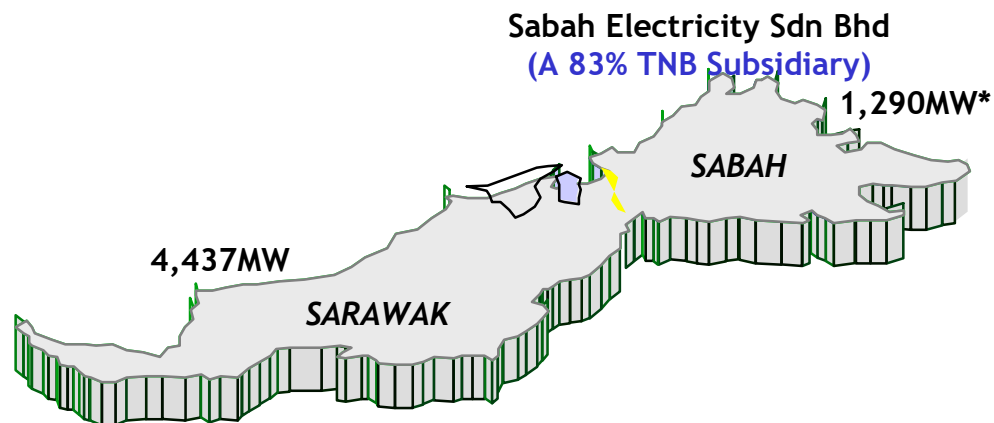 Sabah Electricity Sdn Bhd
(A 83% TNB Subsidiary)
1,290MW*
SABAH
4,437MW
SARAWAK